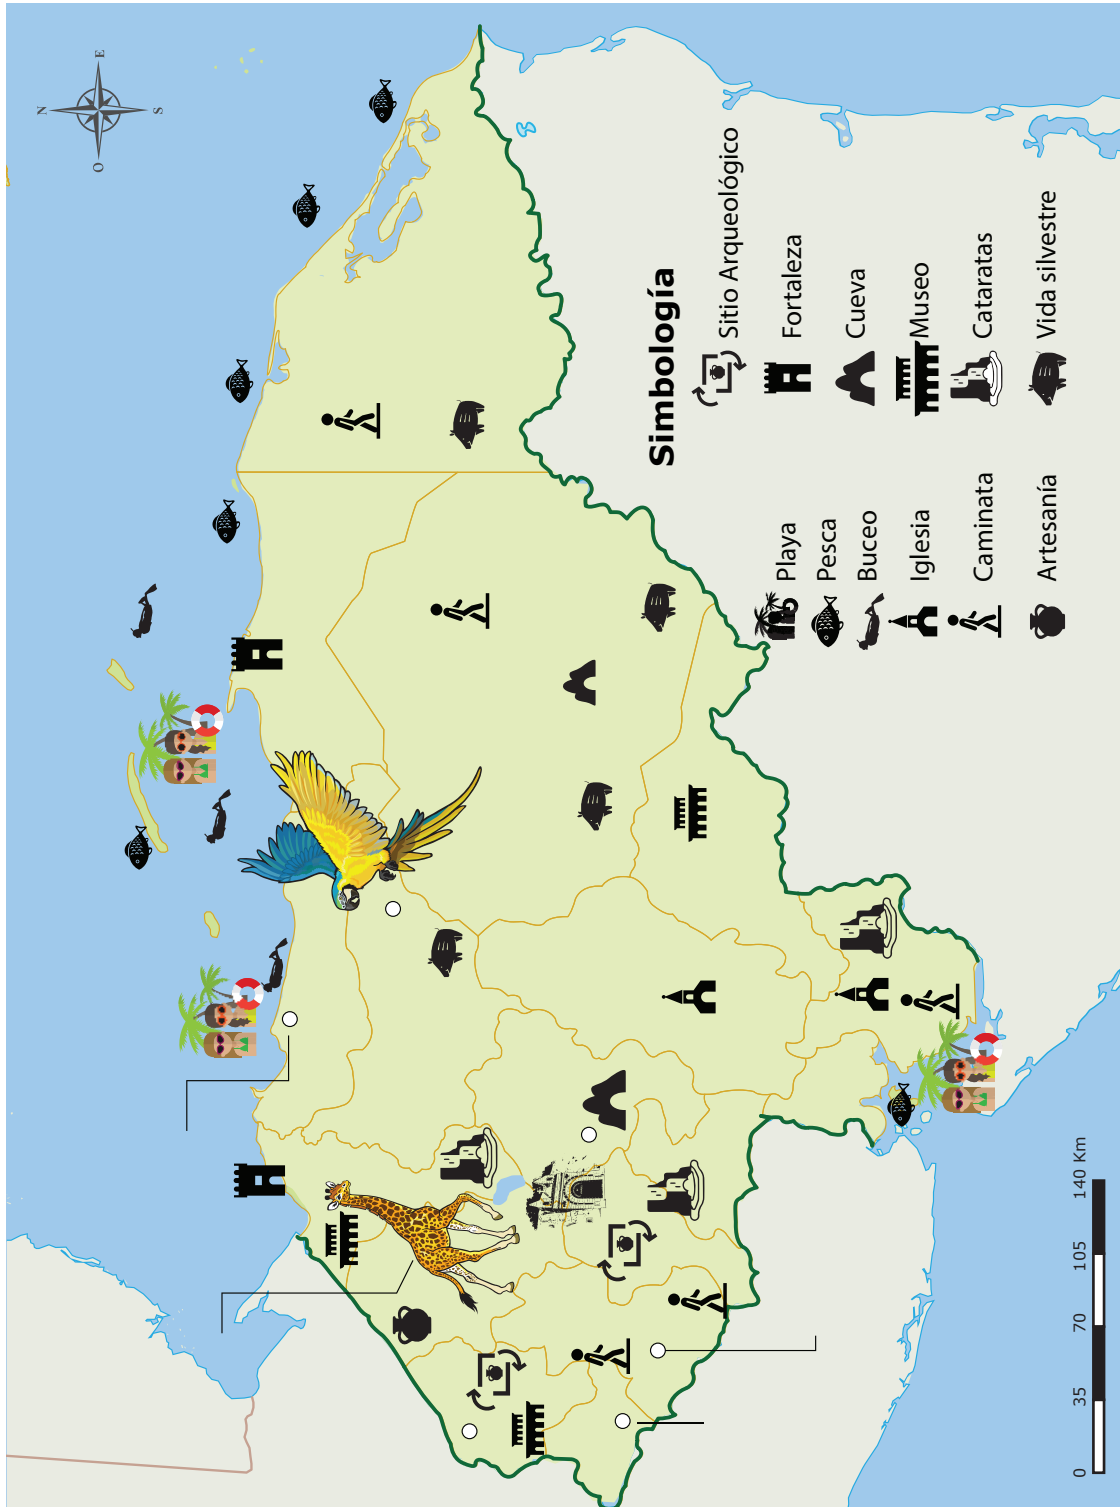 N
E
S
O
Simbología
Playa
Pesca
Buceo
Iglesia
Caminata
Artesanía
Sitio Arqueológico
Fortaleza
Cueva
Museo
Cataratas
Vida silvestre
0 35 70 105 140 Km